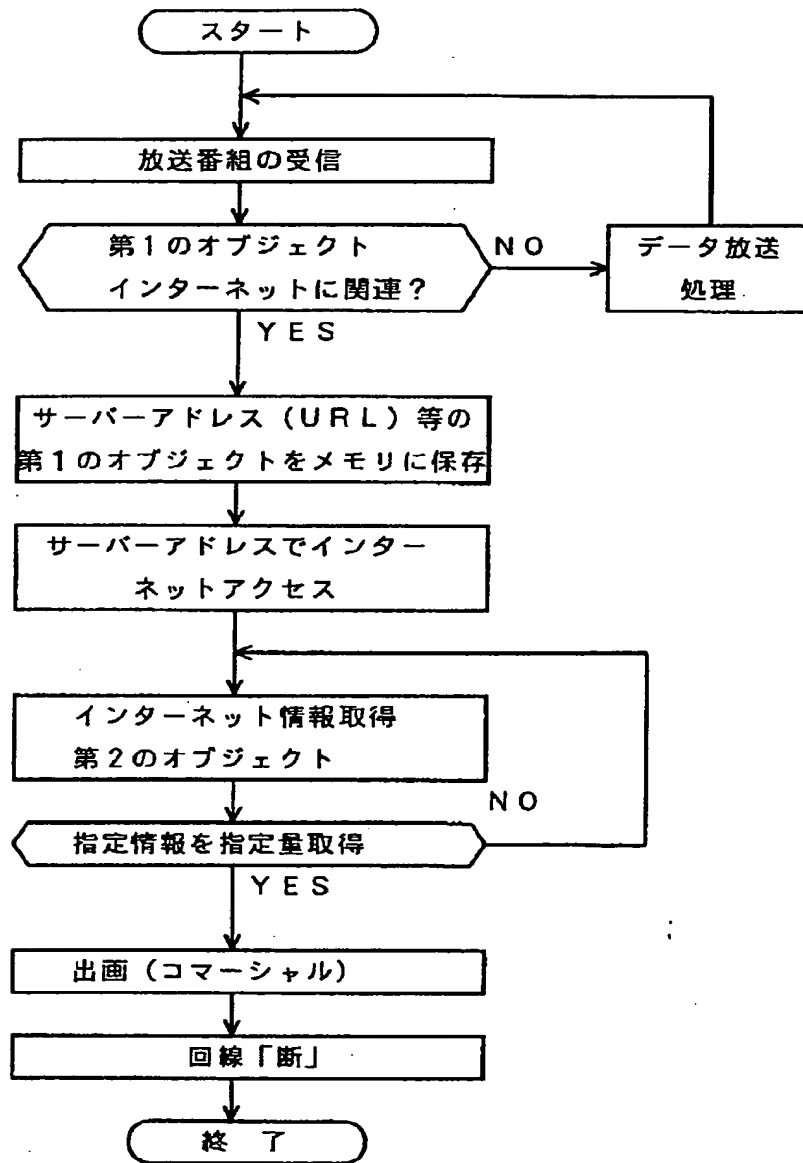 スタート
放送番組の受信
第1のオブジェクト
インターネットに関連?
NO
データ放送
処理
YES
サーバーアドレス(URL)等の
第1のオブジェクトをメモリに保存
サーバーアドレスでインター
ネットアクセス
インターネット情報取得
第2のオブジェクト
NO
指定情報を指定量取得
YES
出画(コマーシャル)
回線「断」
終了